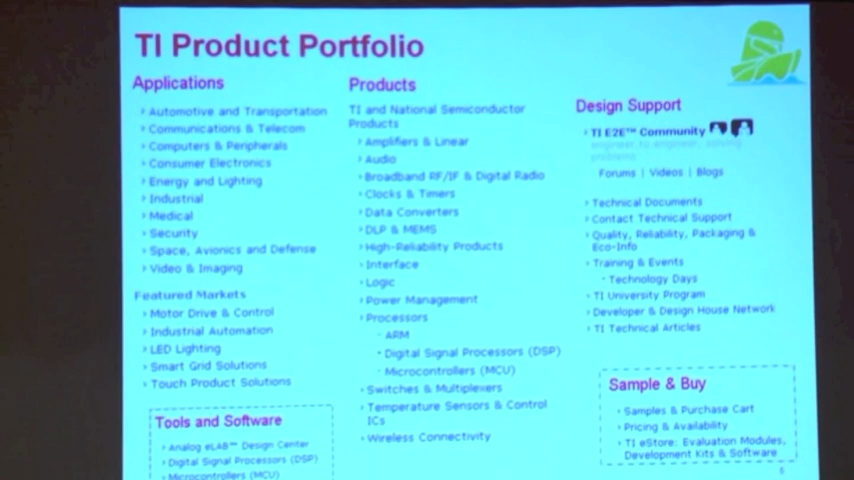 TI Product Portfolio
Applications
Automotive and Transportation
Communications & Telecom
Computers & Peripherals
Consumer Electronics
Energy and Lighting
Industrial
Medical
Security
Space, Avionics and Defense
Video & Imaging
Featured Markets
Motor Drive & Control
Industrial Automation
LED Lighting
Smart Grid Solutions
Touch Product Solutions
Tools and Software
Analog eLAB™ Design Center
Digital Signal Processors (DSP)
Microcontrollers (MCU)
Products
TI and National Semiconductor
Products
Amplifiers & Linear
Audio
Broadband RF/IF & Digital Radio
Clocks & Timers
Data Converters
DLP & MEMS
High-Reliability Products
Interface
Logic
Power Management
Processors
ARM
Digital Signal Processors (DSP)
Microcontrollers (MCU)
Switches & Multiplexers
Temperature Sensors & Control
ICs
Wireless Connectivity
Design Support
TI E2E™ Community
engineer to engineer, solving
problems
Forums | Videos | Blogs
Technical Documents
Contact Technical Support
Quality, Reliability, Packaging &
Eco-Info
Training & Events
Technology Days
TI University Program
Developer & Design House Network
TI Technical Articles
Sample & Buy
Samples & Purchase Cart
Pricing & Availability
TI eStore: Evaluation Modules,
Development Kits & Software